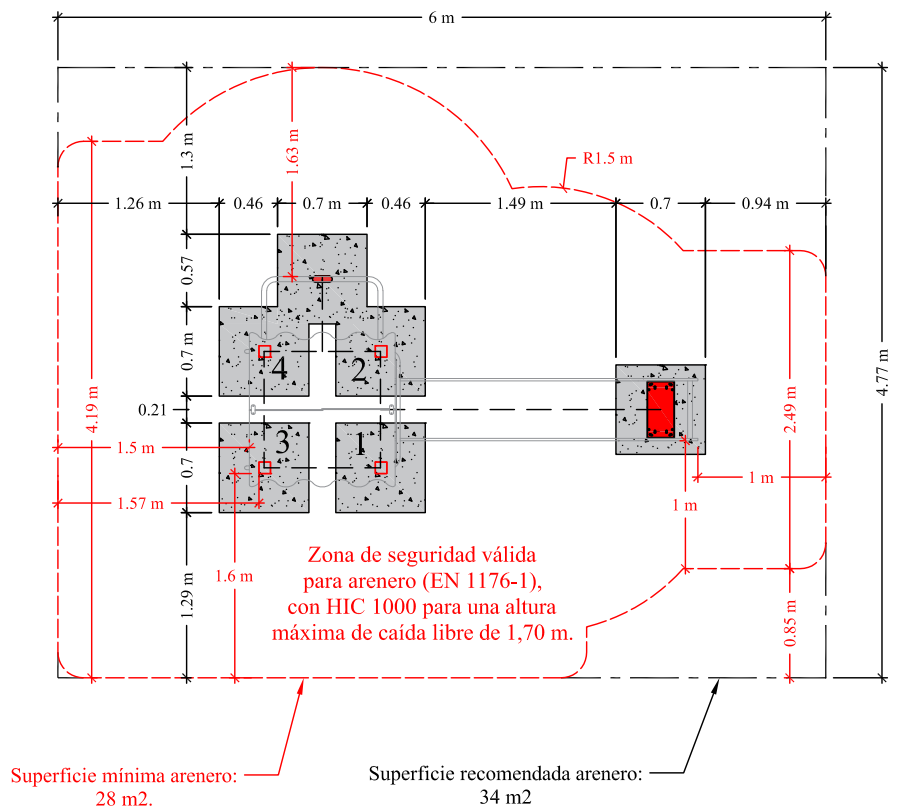 6 m
1.3 m
1.63 m
R1.5 m
1.26 m
0.46
0.7 m
0.46
1.49 m
0.7
0.94 m
0.57
0.7 m
4.19 m
4
2
4.77 m
0.21
2.49 m
3
1
1.5 m
0.7
1 m
1.57 m
1 m
Zona de seguridad válida
para arenero (EN 1176-1),
con HIC 1000 para una altura
máxima de caída libre de 1,70 m.
1.6 m
1.29 m
0.85 m
Superficie mínima arenero:
28 m2.
Superficie recomendada arenero:
34 m2